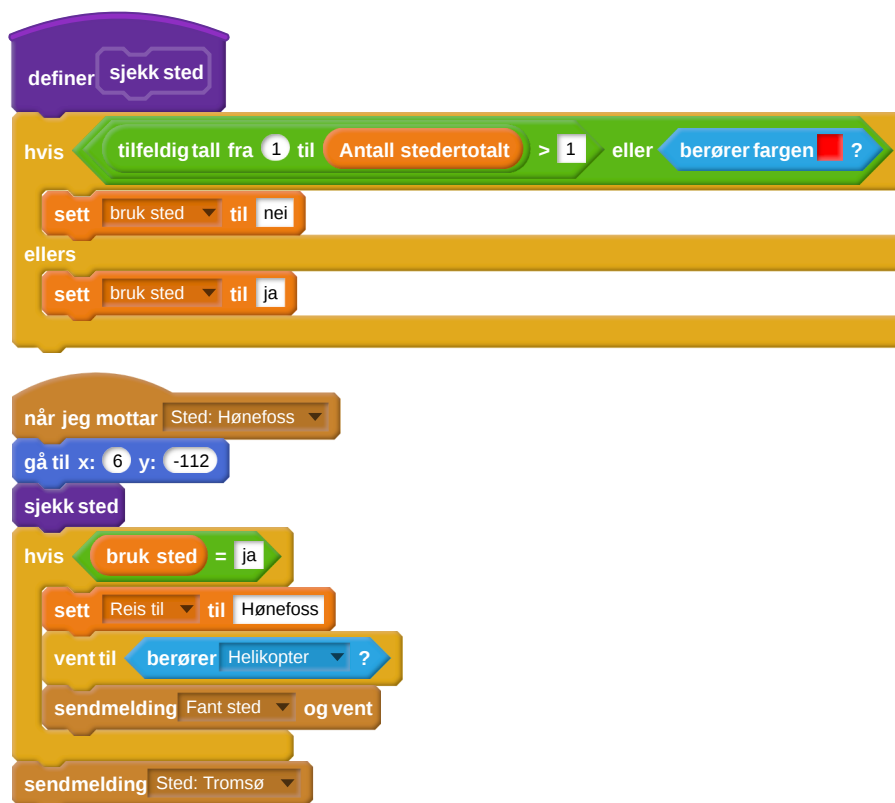 definer sjekk sted
hvis tilfeldig tall fra 1 til Antall stedertotalt > 1 eller berører fargen ?
sett bruk sted til nei
ellers
sett bruk sted til ja
når jeg mottar Sted: Hønefoss
gå til x: 6 y: -112
sjekk sted
hvis bruk sted = ja
sett Reis til til Hønefoss
vent til berører Helikopter ?
sendmelding Fant sted og vent
sendmelding Sted: Tromsø